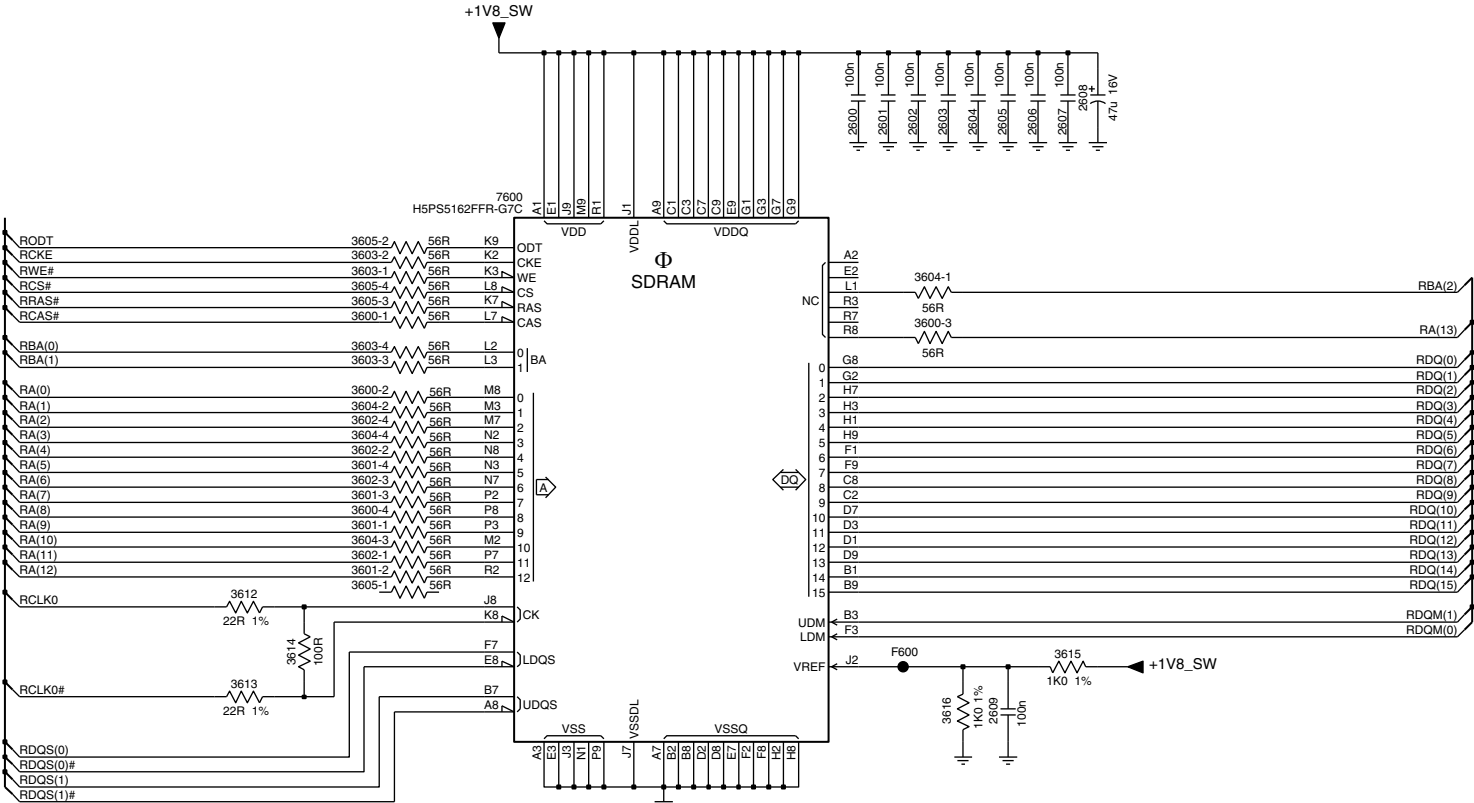 +1V8_SW
100n 100n 100n 100n 100n 100n 100n 100n 47u 16V
2600 2601 2602 2603 2604 2605 2606 2607 2608 +
7600
H5PS5162FFR-G7C
A1 E1 J9 M9 R1 J1 A9 C1 C3 C7 C9 E9 G1 G3 G7 G9
VDD VDDL VDDQ
Φ
SDRAM
RODT 3605-2 56R K9 ODT
RCKE 3603-2 56R K2 CKE
RWE# 3603-1 56R K3 WE
RCS# 3605-4 56R L8 CS
RRAS# 3605-3 56R K7 RAS
RCAS# 3600-1 56R L7 CAS
RBA(0) 3603-4 56R L2 0
RBA(1) 3603-3 56R L3 1
BA
RA(0) 3600-2 56R M8 0
RA(1) 3604-2 56R M3 1
RA(2) 3602-4 56R M7 2
RA(3) 3604-4 56R N2 3
RA(4) 3602-2 56R N8 4
RA(5) 3601-4 56R N3 5
RA(6) 3602-3 56R N7 6
RA(7) 3601-3 56R P2 7
RA(8) 3600-4 56R P8 8
RA(9) 3601-1 56R P3 9
RA(10) 3604-3 56R M2 10
RA(11) 3602-1 56R P7 11
RA(12) 3601-2 56R R2 12
3605-1 56R
A
RCLK0 3612 22R 1% J8
K8 CK
3614 100R
F7
E8 LDQS
RCLK0# 3613 22R 1%
B7
A8 UDQS
RDQS(0)
RDQS(0)#
RDQS(1)
RDQS(1)#
NC
A2
E2
L1 3604-1 56R RBA(2)
R3
R7
R8 3600-3 56R RA(13)
DQ
0 G8 RDQ(0)
1 G2 RDQ(1)
2 H7 RDQ(2)
3 H3 RDQ(3)
4 H1 RDQ(4)
5 H9 RDQ(5)
6 F1 RDQ(6)
7 F9 RDQ(7)
8 C8 RDQ(8)
9 C2 RDQ(9)
10 D7 RDQ(10)
11 D3 RDQ(11)
12 D1 RDQ(12)
13 D9 RDQ(13)
14 B1 RDQ(14)
15 B9 RDQ(15)
UDM B3 RDQM(1)
LDM F3 RDQM(0)
VREF J2 F600 3615 1K0 1% +1V8_SW
3616 1K0 1%
2609 100n
VSS VSSDL VSSQ
A3 E3 J3 N1 P9 J7 A7 B2 B8 D2 D8 E7 F2 F8 H2 H8